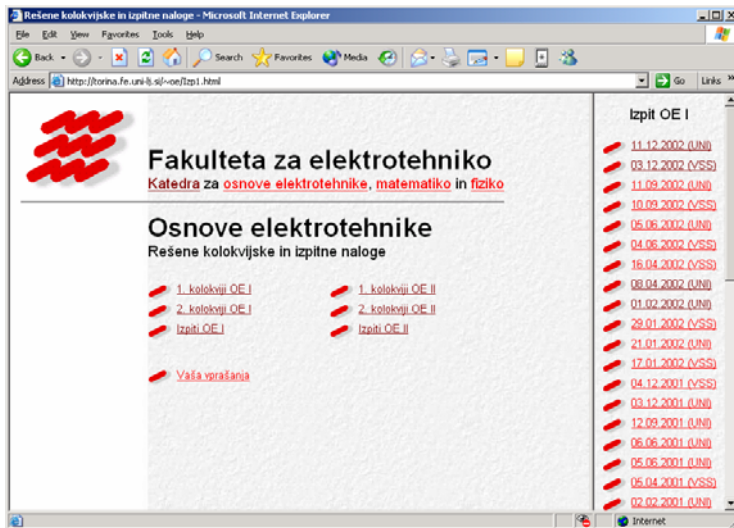 Rešene kolokvijske in izpitne naloge - Microsoft Internet Explorer
File Edit View Favorites Tools Help
Back Search Favorites Media
Address http://torina.fe.uni-lj.si/~oe/Izp1.html Go Links »
Fakulteta za elektrotehniko
Katedra za osnove elektrotehnike, matematiko in fiziko
Osnove elektrotehnike
Rešene kolokvijske in izpitne naloge
1. kolokviji OE I
1. kolokviji OE II
2. kolokviji OE I
2. kolokviji OE II
Izpiti OE I
Izpiti OE II
Vaša vprašanja
Izpit OE I
11.12.2002 (UNI)
03.12.2002 (VSS)
11.09.2002 (UNI)
10.09.2002 (VSS)
05.06.2002 (UNI)
04.06.2002 (VSS)
16.04.2002 (VSS)
08.04.2002 (UNI)
01.02.2002 (UNI)
29.01.2002 (VSS)
21.01.2002 (UNI)
17.01.2002 (VSS)
04.12.2001 (VSS)
03.12.2001 (UNI)
12.09.2001 (UNI)
06.06.2001 (UNI)
05.06.2001 (UNI)
05.04.2001 (VSS)
02.02.2001 (UNI)
Internet